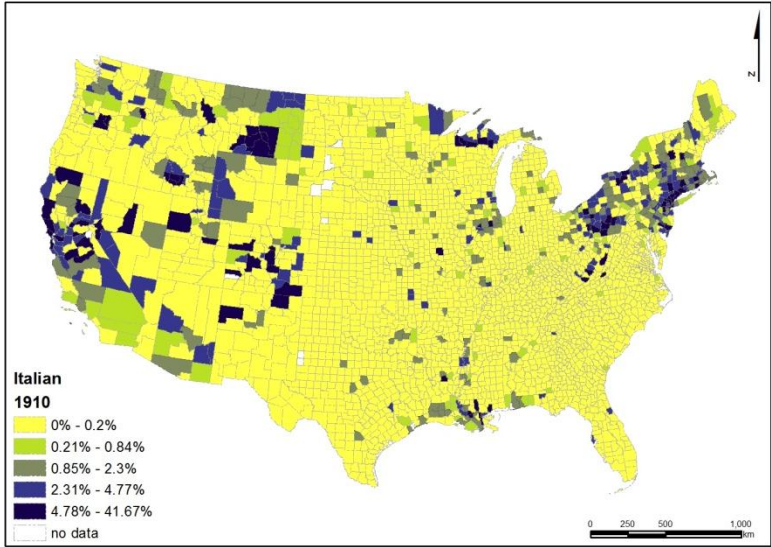 z
Italian
1910
0% - 0.2%
0.21% - 0.84%
0.85% - 2.3%
2.31% - 4.77%
4.78% - 41.67%
no data
0 250 500 1,000
km